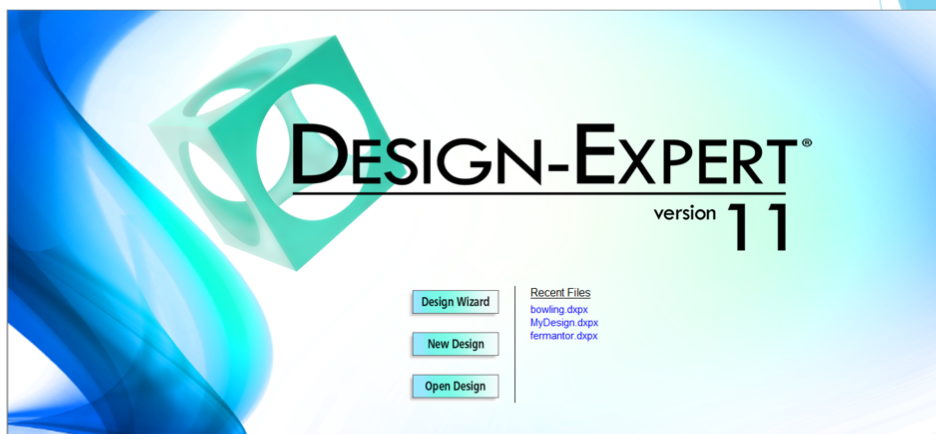 DESIGN-EXPERT®
version 11
Design Wizard
New Design
Open Design
Recent Files
bowling.dxpx
MyDesign.dxpx
fermantor.dxpx